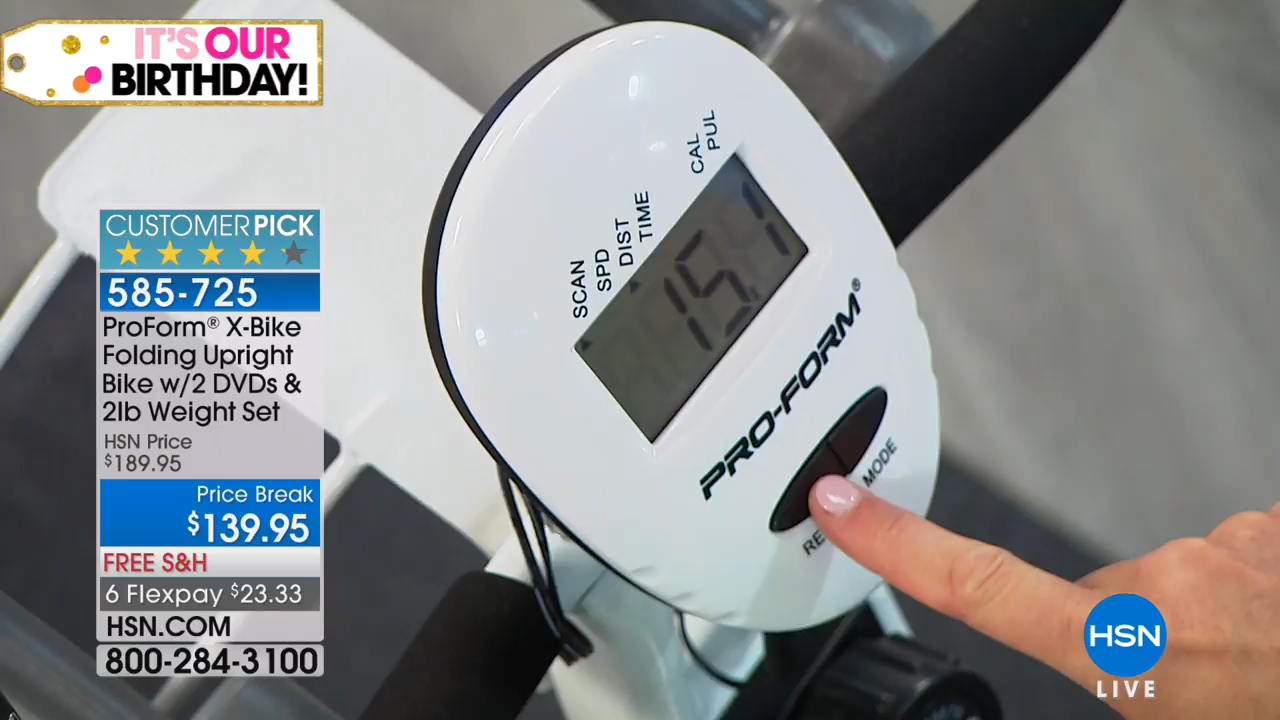 IT'S OUR
BIRTHDAY!
CUSTOMER PICK
585-725
ProForm® X-Bike
Folding Upright
Bike w/2 DVDs &
2lb Weight Set
HSN Price
$189.95
Price Break
$139.95
FREE S&H
6 Flexpay $23.33
HSN.COM
800-284-3100
SCAN
SPD
DIST
TIME
CAL
PUL
15.1
PRO-FORM®
MODE
HSN
LIVE